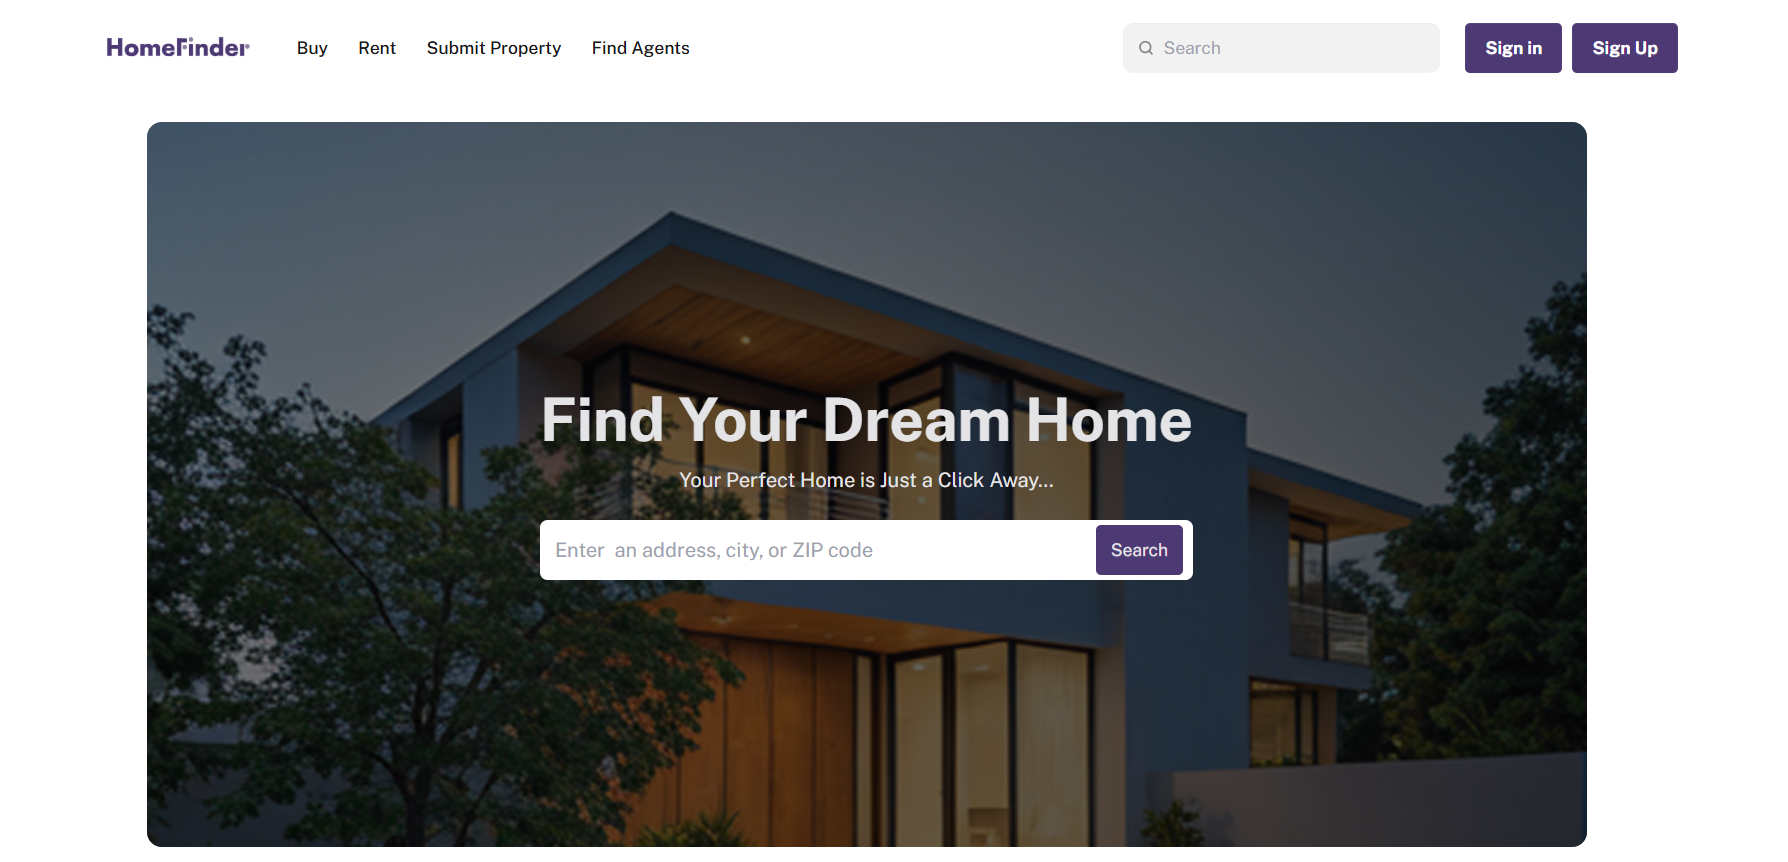 HomeFinder
Buy Rent Submit Property Find Agents
Search
Sign in
Sign Up
Find Your Dream Home
Your Perfect Home is Just a Click Away...
Enter  an address, city, or ZIP code
Search